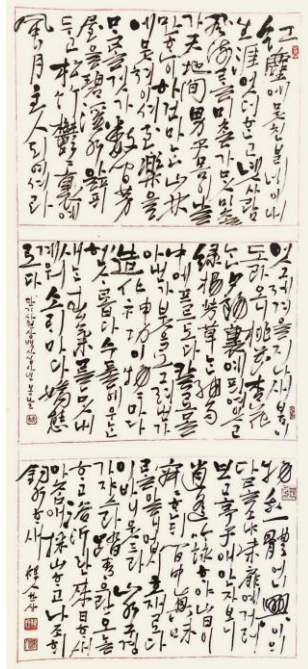 紅塵에 뭇친 분네 이내
生涯 엇더한고 녯사람
風流를 미츨가 못 미츨
가 天地間 男子 몸이 날
만한 이 하건마는 山林
에 뭇쳐 이셔 至樂을
모를 것가 數間茅
屋을 碧溪水 앏픠
두고 松竹 鬱鬱裏에
風月主人 되여셔라
엇그제 겨을 지나 새봄이
도라오니 桃花杏花
는 夕陽裏예 퓌여 잇고
綠楊芳草는 細雨
中에 프르도다 칼로 몰
아낸가 붓으로 그려낸가
造化神功이 物物마다
헌사롭다 수풀에 우는
새는 春氣를 못내
계워 소리마다 嬌態
로다
物我一體어니 興이이
다를소냐 柴扉예 거러
보고 亭子애 안자보니
逍遙吟詠하야 山日이
寂寂한데 閒中眞味
를 알 니 업시 호재로다
이바 니웃드라 山水구경
가쟈스라 踏靑으란 오늘
하고 浴沂란 來日하새
아침에 採山하고 나조희
釣水하새